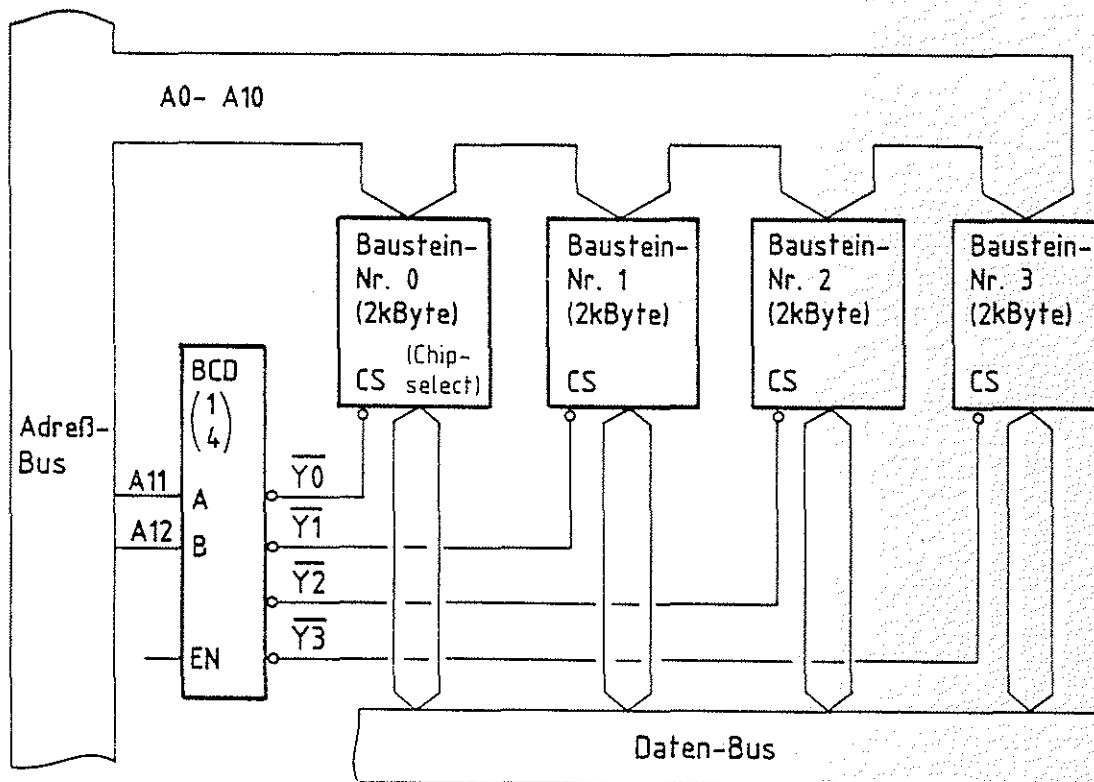 A0- A10
Baustein-
Nr. 0
(2kByte)
(Chip-
CS select)
Baustein-
Nr. 1
(2kByte)
CS
Baustein-
Nr. 2
(2kByte)
CS
Baustein-
Nr. 3
(2kByte)
CS
Adreß-
Bus
BCD
(1
4)
A11
A
A12
B
EN
Y0
Y1
Y2
Y3
Daten-Bus